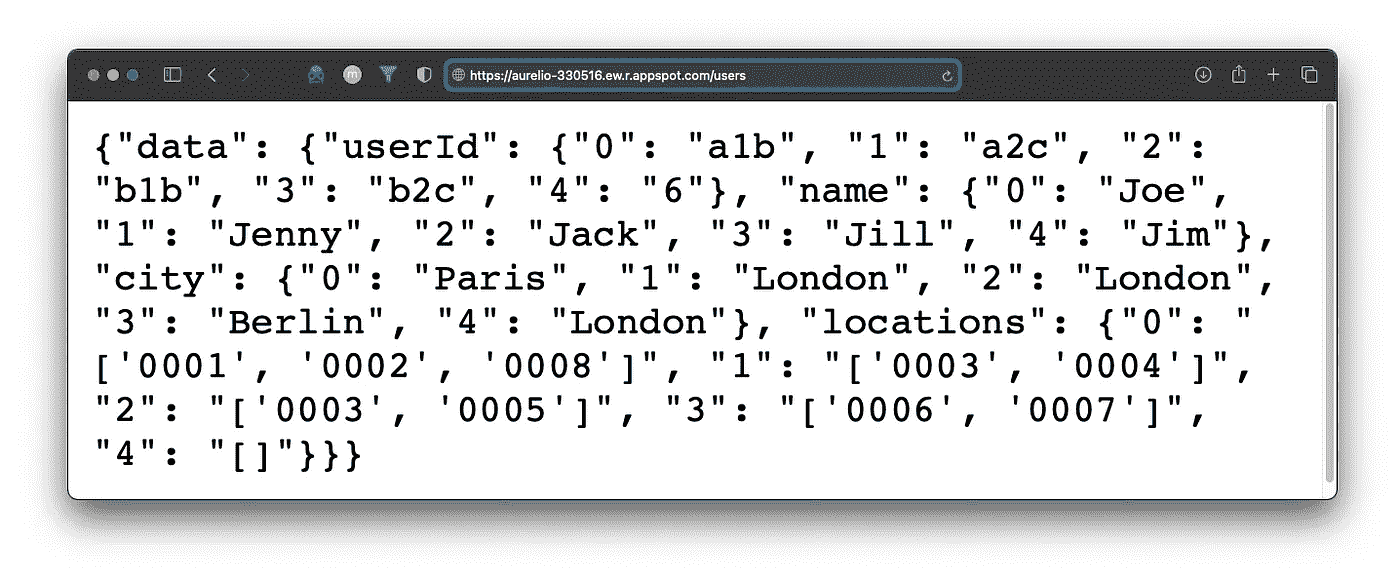 m
https://aurelio-330516.ew.r.appspot.com/users
{"data": {"userId": {"0": "a1b", "1": "a2c", "2":
"b1b", "3": "b2c", "4": "6"}, "name": {"0": "Joe",
"1": "Jenny", "2": "Jack", "3": "Jill", "4": "Jim"},
"city": {"0": "Paris", "1": "London", "2": "London",
"3": "Berlin", "4": "London"}, "locations": {"0": "
['0001', '0002', '0008']", "1": "['0003', '0004']",
"2": "['0003', '0005']", "3": "['0006', '0007']",
"4": "[]"}}}